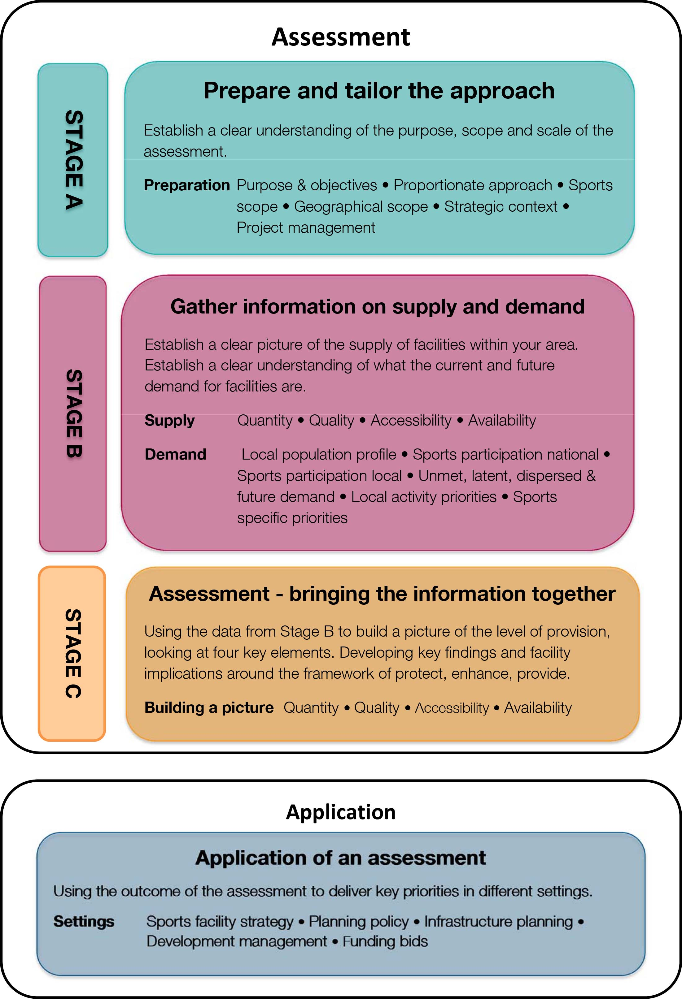 Assessment
STAGE A
Prepare and tailor the approach
Establish a clear understanding of the purpose, scope and scale of the
assessment.
Preparation Purpose & objectives • Proportionate approach • Sports
scope • Geographical scope • Strategic context •
Project management
STAGE B
Gather information on supply and demand
Establish a clear picture of the supply of facilities within your area.
Establish a clear understanding of what the current and future
demand for facilities are.
Supply Quantity • Quality • Accessibility • Availability
Demand Local population profile • Sports participation national •
Sports participation local • Unmet, latent, dispersed &
future demand • Local activity priorities • Sports
specific priorities
STAGE C
Assessment - bringing the information together
Using the data from Stage B to build a picture of the level of provision,
looking at four key elements. Developing key findings and facility
implications around the framework of protect, enhance, provide.
Building a picture Quantity • Quality • Accessibility • Availability
Application
Application of an assessment
Using the outcome of the assessment to deliver key priorities in different settings.
Settings Sports facility strategy • Planning policy • Infrastructure planning •
Development management • Funding bids